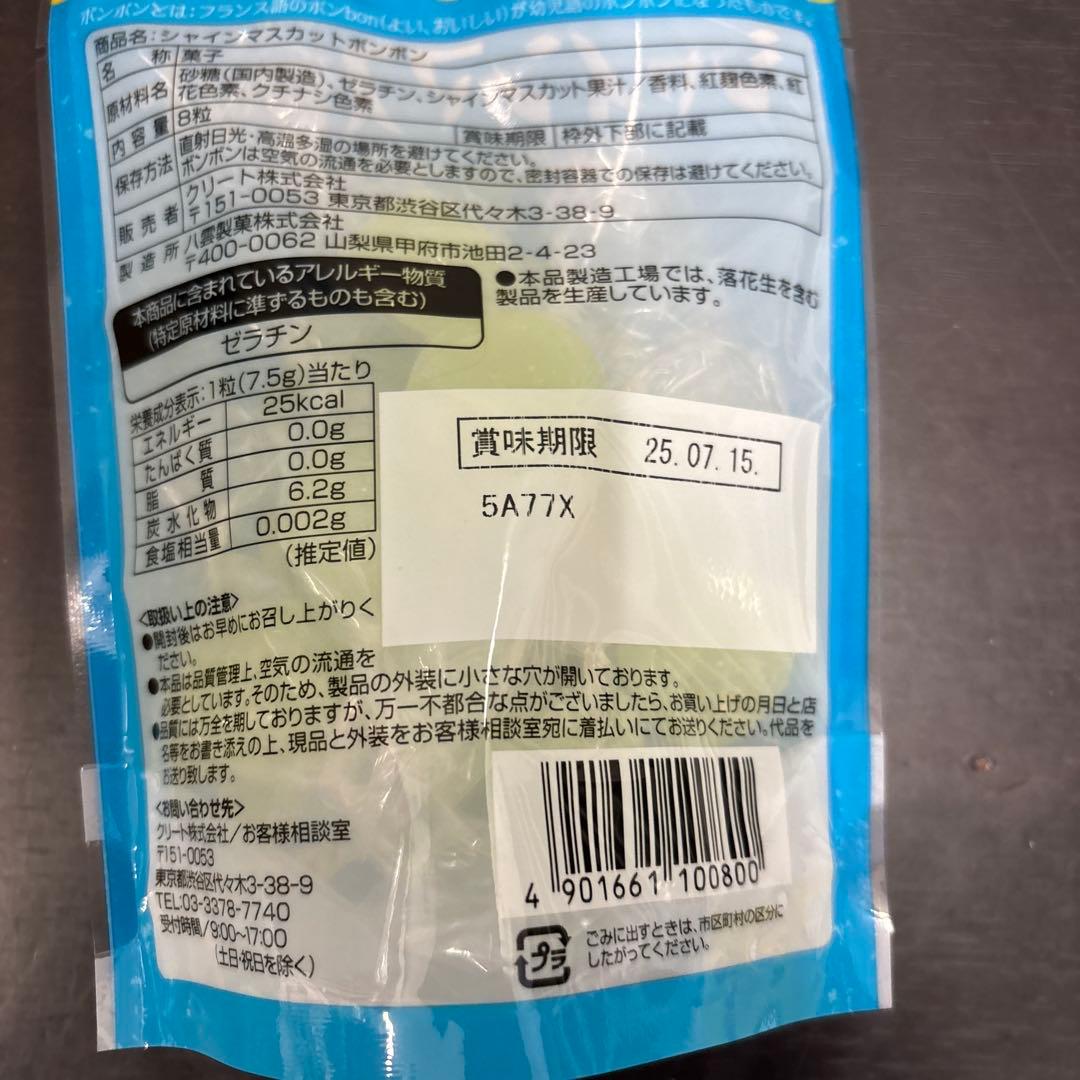 ボンボンとは:フランス語のボンbon(よい、おいしい)が幼児語のボンボンになったものです。
商品名:シャインマスカットボンボン
名 称 菓子
原材料名 砂糖(国内製造)、ゼラチン、シャインマスカット果汁/香料、紅麹色素、紅
花色素、クチナシ色素
内容量 8粒 賞味期限 枠外下部に記載
保存方法 直射日光・高温多湿の場所を避けてください。
ボンボンは空気の流通を必要としますので、密封容器での保存は避けてください。
販売者 クリート株式会社
〒151-0053 東京都渋谷区代々木3-38-9
製造所 八雲製菓株式会社
〒400-0062 山梨県甲府市池田2-4-23
本商品に含まれているアレルギー物質
(特定原材料に準ずるものも含む)
ゼラチン
●本品製造工場では、落花生を含む
製品を生産しています。
栄養成分表示:1粒(7.5g)当たり
エネルギー 25kcal
たんぱく質 0.0g
脂 質 0.0g
炭水化物 6.2g
食塩相当量 0.002g
(推定値)
賞味期限 25.07.15.
5A77X
<取扱い上の注意>
●開封後はお早めにお召し上がりく
ださい。
●本品は品質管理上、空気の流通を
必要としています。そのため、製品の外装に小さな穴が開いております。
●品質には万全を期しておりますが、万一不都合な点がございましたら、お買い上げの月日と店
名等をお書き添えの上、現品と外装をお客様相談室宛に着払いにてお送りください。代品を
お送り致します。
<お問い合わせ先>
クリート株式会社/お客様相談室
〒151-0053
東京都渋谷区代々木3-38-9
TEL:03-3378-7740
受付時間/9:00~17:00
(土日・祝日を除く)
4 901661 100800
プラ
ごみに出すときは、市区町村の区分に
したがってください。